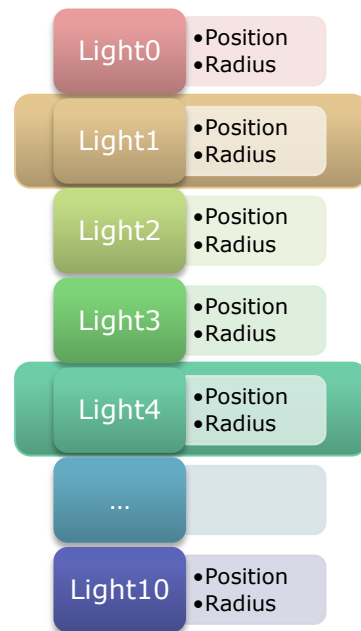 Light0
•Position
•Radius
Light1
•Position
•Radius
Light2
•Position
•Radius
Light3
•Position
•Radius
Light4
•Position
•Radius
...
Light10
•Position
•Radius